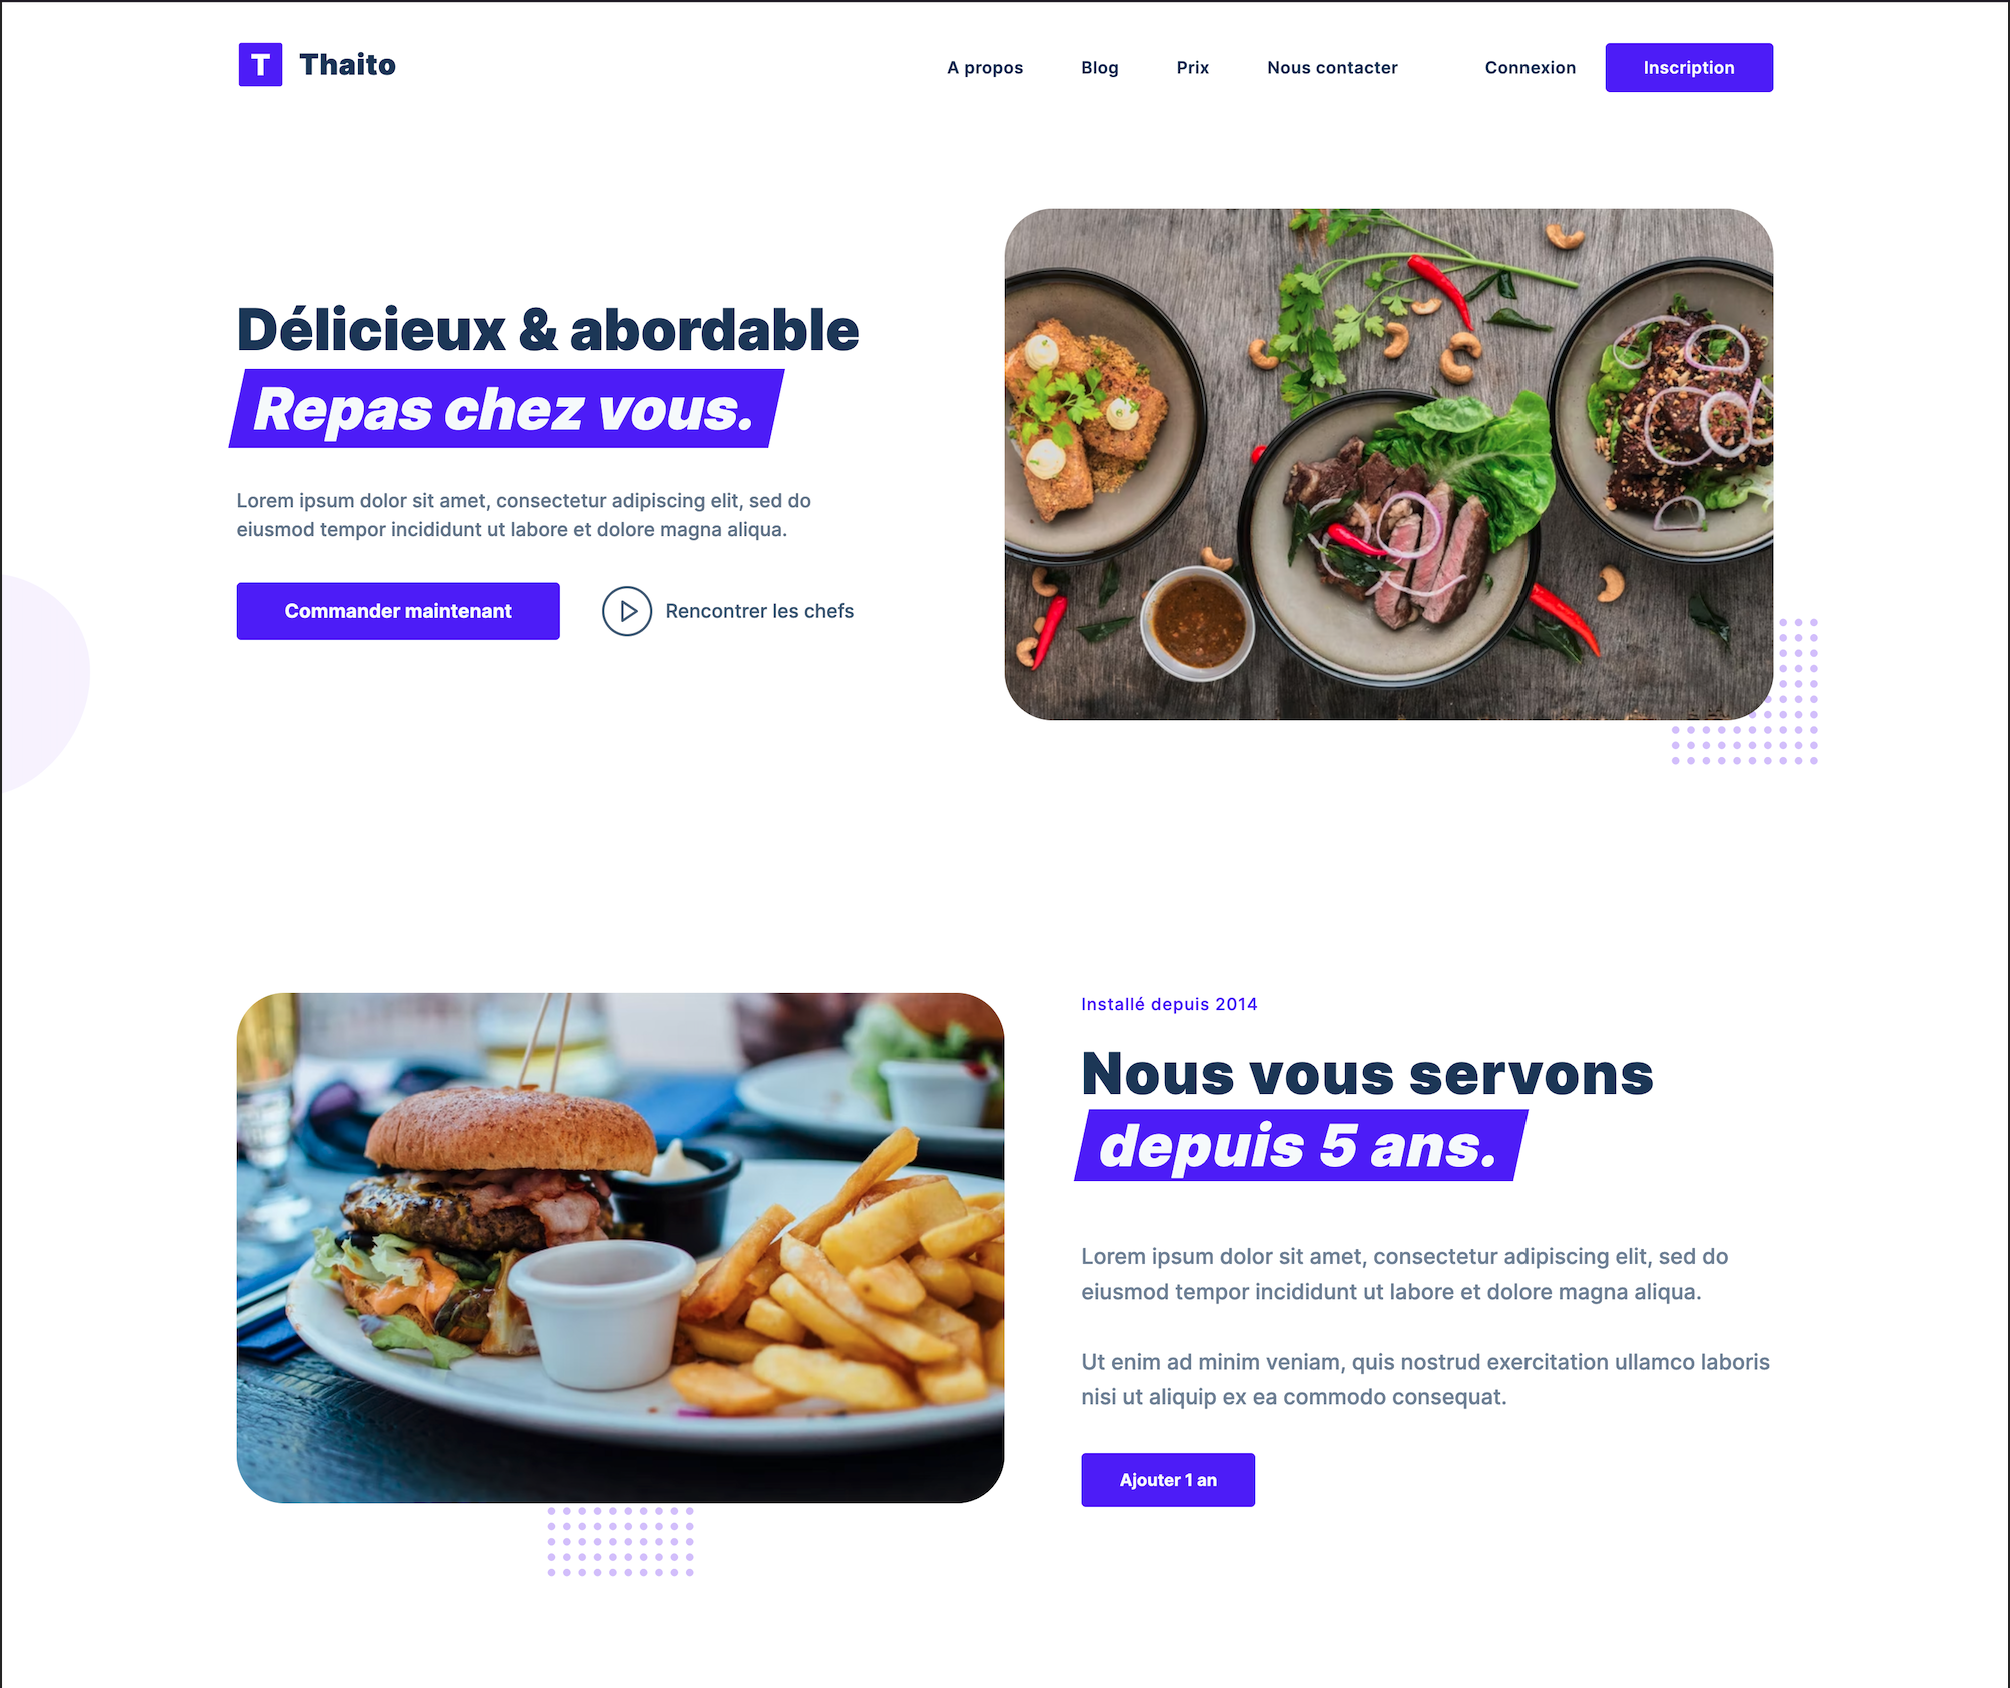 T Thaito
A propos Blog Prix Nous contacter Connexion Inscription
Délicieux & abordable
Repas chez vous.
Lorem ipsum dolor sit amet, consectetur adipiscing elit, sed do
eiusmod tempor incididunt ut labore et dolore magna aliqua.
Commander maintenant
Rencontrer les chefs
Installé depuis 2014
Nous vous servons
depuis 5 ans.
Lorem ipsum dolor sit amet, consectetur adipiscing elit, sed do
eiusmod tempor incididunt ut labore et dolore magna aliqua.
Ut enim ad minim veniam, quis nostrud exercitation ullamco laboris
nisi ut aliquip ex ea commodo consequat.
Ajouter 1 an